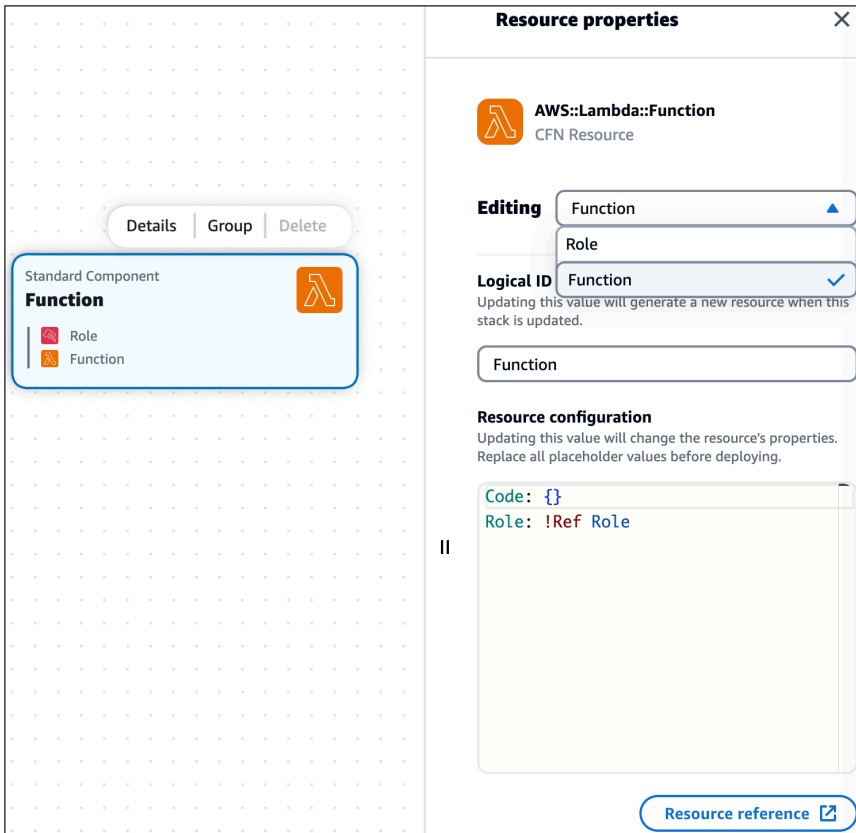 Resource properties
AWS::Lambda::Function
CFN Resource
Details
Group
Delete
Editing
Function
Role
Function
Standard Component
Function
Role
Function
Logical ID
Updating this value will generate a new resource when this
stack is updated.
Function
Resource configuration
Updating this value will change the resource's properties.
Replace all placeholder values before deploying.
Code: {}
Role: !Ref Role
Resource reference